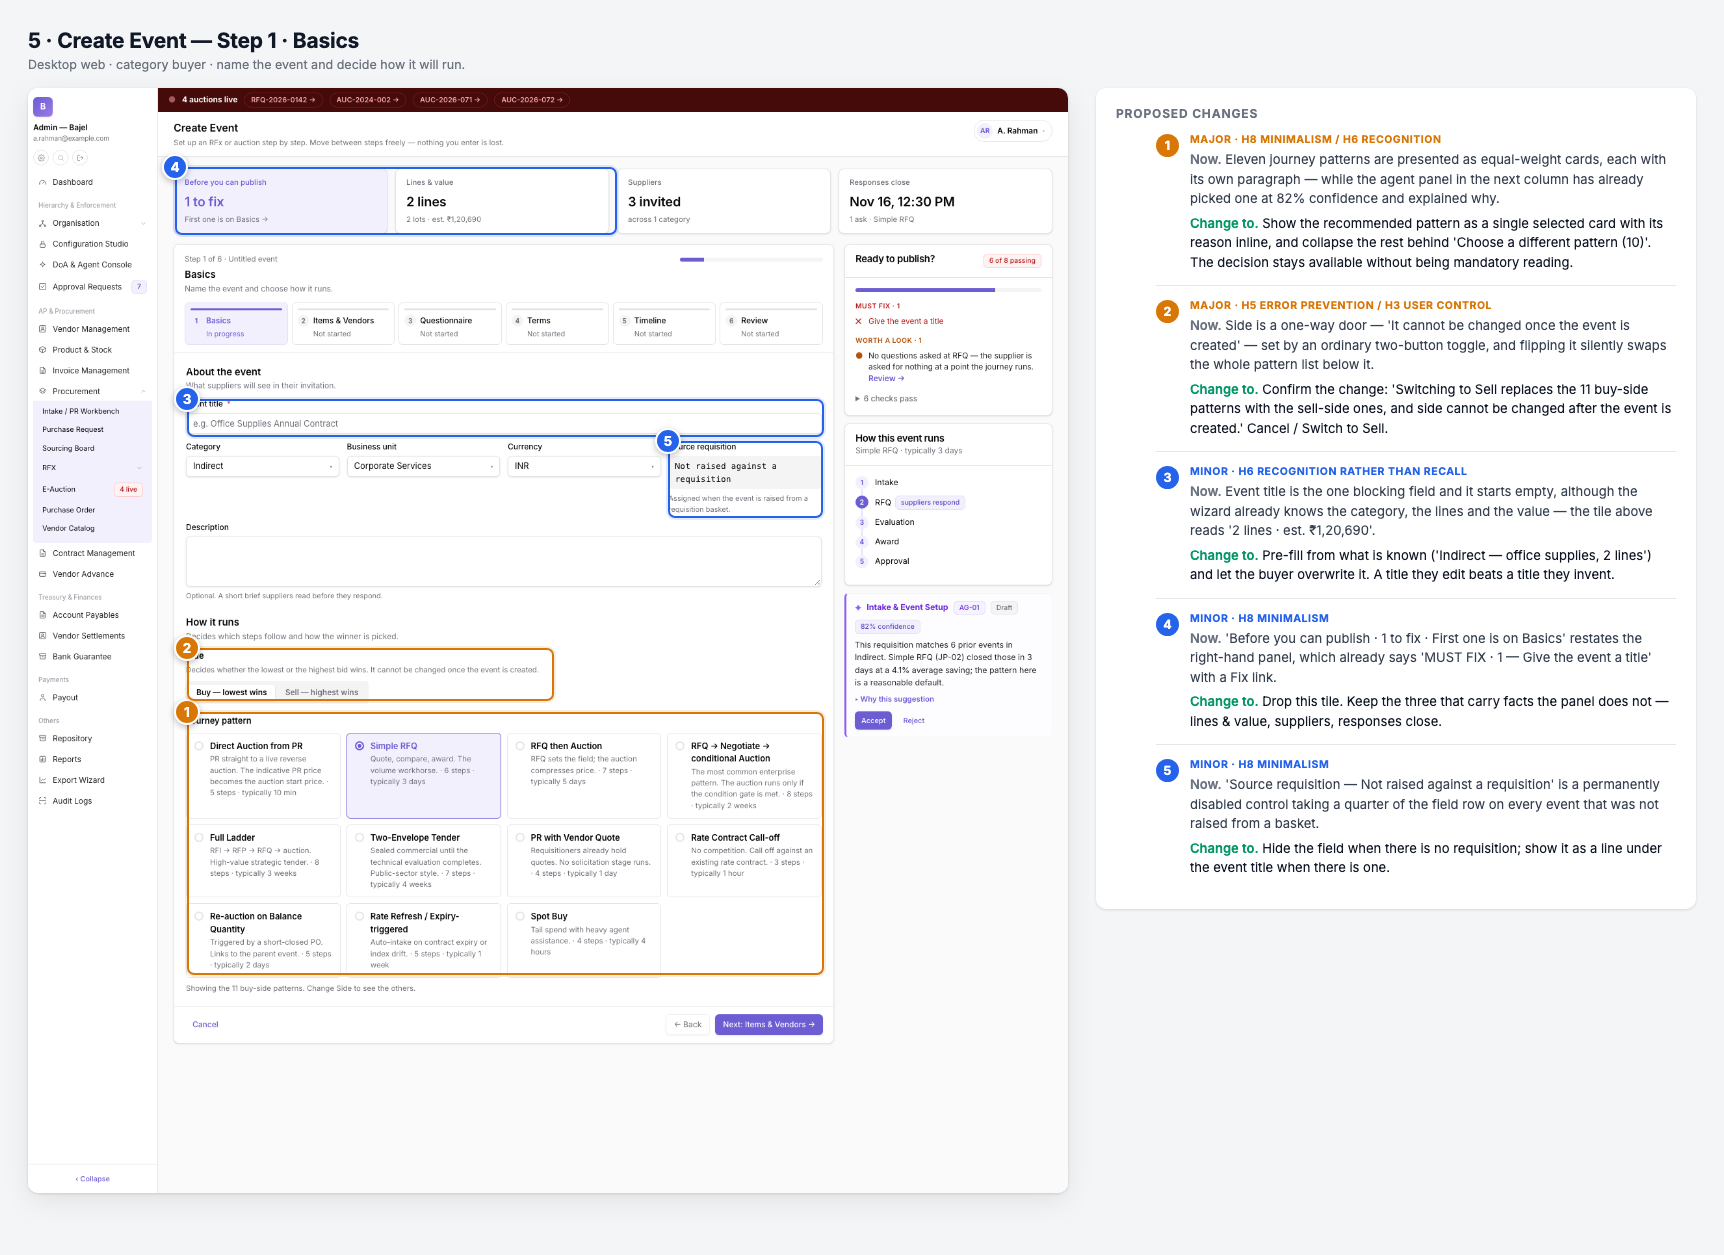 5 · Create Event — Step 1 · Basics
Desktop web · category buyer · name the event and decide how it will run.
B
Admin — Bajel
a.rahman@example.com
Dashboard
Hierarchy & Enforcement
Organisation
Configuration Studio
DoA & Agent Console
Approval Requests 7
AP & Procurement
Vendor Management
Product & Stock
Invoice Management
Procurement
Intake / PR Workbench
Purchase Request
Sourcing Board
RFX
E-Auction 4 live
Purchase Order
Vendor Catalog
Contract Management
Vendor Advance
Treasury & Finances
Account Payables
Vendor Settlements
Bank Guarantee
Payments
Payout
Others
Repository
Reports
Export Wizard
Audit Logs
‹ Collapse
4 auctions live RFQ-2026-0142 → AUC-2024-002 → AUC-2026-071 → AUC-2026-072 →
Create Event
Set up an RFx or auction step by step. Move between steps freely — nothing you enter is lost.
AR A. Rahman
4
Before you can publish
1 to fix
First one is on Basics →
Lines & value
2 lines
2 lots · est. ₹1,20,690
Suppliers
3 invited
across 1 category
Responses close
Nov 16, 12:30 PM
1 ask · Simple RFQ
Step 1 of 6 · Untitled event
Basics
Name the event and choose how it runs.
1 Basics
In progress
2 Items & Vendors
Not started
3 Questionnaire
Not started
4 Terms
Not started
5 Timeline
Not started
6 Review
Not started
About the event
What suppliers will see in their invitation.
3
nt title *
e.g. Office Supplies Annual Contract
Category
Indirect
Business unit
Corporate Services
Currency
INR
5
urce requisition
Not raised against a
requisition
Assigned when the event is raised from a
requisition basket.
Description
Optional. A short brief suppliers read before they respond.
How it runs
Decides which steps follow and how the winner is picked.
2
Decides whether the lowest or the highest bid wins. It cannot be changed once the event is created.
Buy — lowest wins Sell — highest wins
1
urney pattern
Direct Auction from PR
PR straight to a live reverse
auction. The indicative PR price
becomes the auction start price. ·
5 steps · typically 10 min
Simple RFQ
Quote, compare, award. The
volume workhorse. · 6 steps ·
typically 3 days
RFQ then Auction
RFQ sets the field; the auction
compresses price. · 7 steps ·
typically 5 days
RFQ → Negotiate →
conditional Auction
The most common enterprise
pattern. The auction runs only if
the condition gate is met. · 8 steps
· typically 2 weeks
Full Ladder
RFI → RFP → RFQ → auction.
High-value strategic tender. · 8
steps · typically 3 weeks
Two-Envelope Tender
Sealed commercial until the
technical evaluation completes.
Public-sector style. · 7 steps ·
typically 4 weeks
PR with Vendor Quote
Requisitioners already hold
quotes. No solicitation stage runs.
· 4 steps · typically 1 day
Rate Contract Call-off
No competition. Call off against an
existing rate contract. · 3 steps ·
typically 1 hour
Re-auction on Balance
Quantity
Triggered by a short-closed PO.
Links to the parent event. · 5 steps
· typically 2 days
Rate Refresh / Expiry-
triggered
Auto-intake on contract expiry or
index drift. · 5 steps · typically 1
week
Spot Buy
Tail spend with heavy agent
assistance. · 4 steps · typically 4
hours
Showing the 11 buy-side patterns. Change Side to see the others.
Cancel
← Back
Next: Items & Vendors →
Ready to publish? 6 of 8 passing
MUST FIX · 1
✕ Give the event a title
WORTH A LOOK · 1
No questions asked at RFQ — the supplier is
asked for nothing at a point the journey runs.
Review →
▸ 6 checks pass
How this event runs
Simple RFQ · typically 3 days
1 Intake
2 RFQ suppliers respond
3 Evaluation
4 Award
5 Approval
Intake & Event Setup AG-01 Draft
82% confidence
This requisition matches 6 prior events in
Indirect. Simple RFQ (JP-02) closed those in 3
days at a 4.1% average saving; the pattern here
is a reasonable default.
Why this suggestion
Accept Reject
PROPOSED CHANGES
1 MAJOR · H8 MINIMALISM / H6 RECOGNITION
Now. Eleven journey patterns are presented as equal-weight cards, each with
its own paragraph — while the agent panel in the next column has already
picked one at 82% confidence and explained why.
Change to. Show the recommended pattern as a single selected card with its
reason inline, and collapse the rest behind 'Choose a different pattern (10)'.
The decision stays available without being mandatory reading.
2 MAJOR · H5 ERROR PREVENTION / H3 USER CONTROL
Now. Side is a one-way door — 'It cannot be changed once the event is
created' — set by an ordinary two-button toggle, and flipping it silently swaps
the whole pattern list below it.
Change to. Confirm the change: 'Switching to Sell replaces the 11 buy-side
patterns with the sell-side ones, and side cannot be changed after the event is
created.' Cancel / Switch to Sell.
3 MINOR · H6 RECOGNITION RATHER THAN RECALL
Now. Event title is the one blocking field and it starts empty, although the
wizard already knows the category, the lines and the value — the tile above
reads '2 lines · est. ₹1,20,690'.
Change to. Pre-fill from what is known ('Indirect — office supplies, 2 lines')
and let the buyer overwrite it. A title they edit beats a title they invent.
4 MINOR · H8 MINIMALISM
Now. 'Before you can publish · 1 to fix · First one is on Basics' restates the
right-hand panel, which already says 'MUST FIX · 1 — Give the event a title'
with a Fix link.
Change to. Drop this tile. Keep the three that carry facts the panel does not —
lines & value, suppliers, responses close.
5 MINOR · H8 MINIMALISM
Now. 'Source requisition — Not raised against a requisition' is a permanently
disabled control taking a quarter of the field row on every event that was not
raised from a basket.
Change to. Hide the field when there is no requisition; show it as a line under
the event title when there is one.